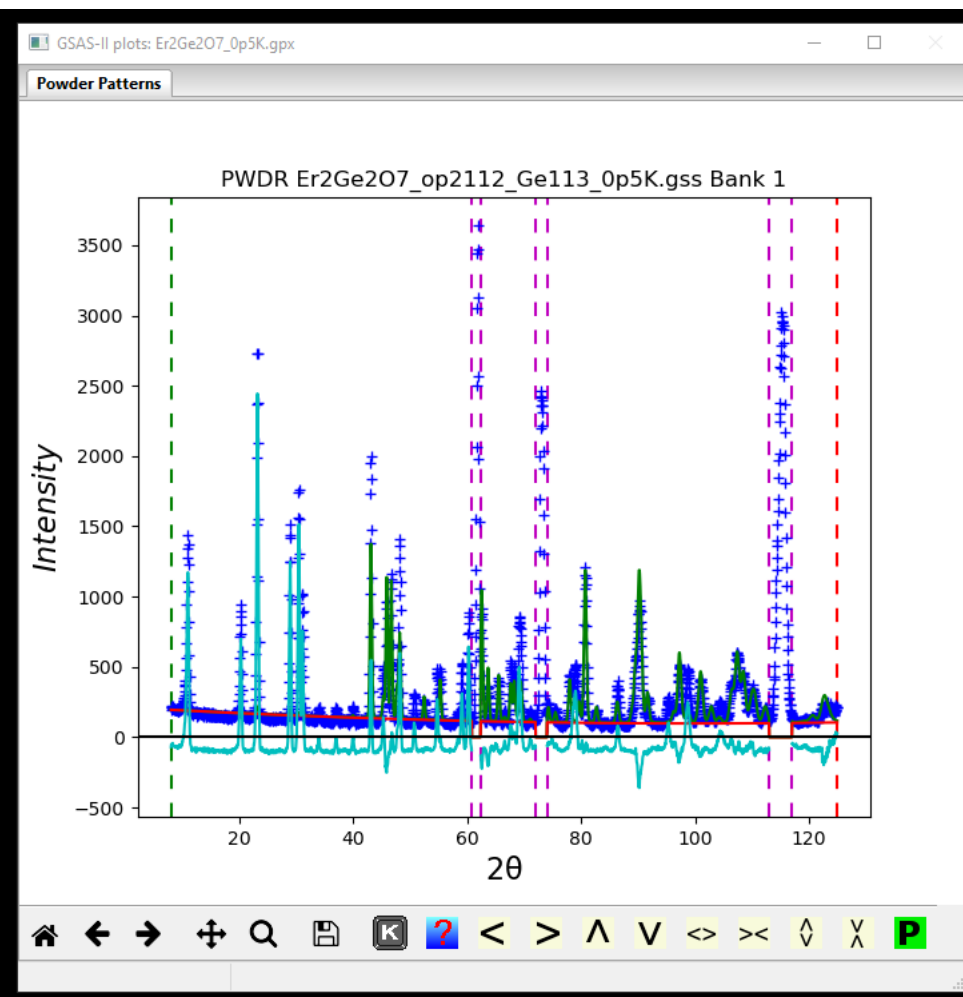 GSAS-II plots: Er2Ge2O7_0p5K.gpx
Powder Patterns
PWDR Er2Ge2O7_op2112_Ge113_0p5K.gss Bank 1
Intensity
3500
3000
2500
2000
1500
1000
500
0
−500
20 40 60 80 100 120
2θ
K ? < > Λ V <> >< P